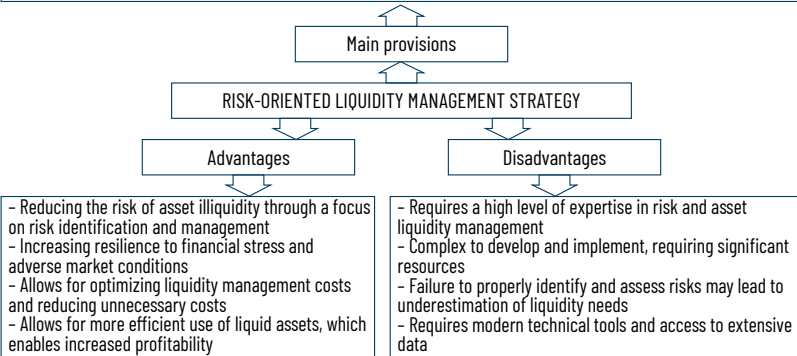 Main provisions
RISK-ORIENTED LIQUIDITY MANAGEMENT STRATEGY
Advantages
Disadvantages
– Reducing the risk of asset illiquidity through a focus
on risk identification and management
– Increasing resilience to financial stress and
adverse market conditions
– Allows for optimizing liquidity management costs
and reducing unnecessary costs
– Allows for more efficient use of liquid assets, which
enables increased profitability
– Requires a high level of expertise in risk and asset
liquidity management
– Complex to develop and implement, requiring significant
resources
– Failure to properly identify and assess risks may lead to
underestimation of liquidity needs
– Requires modern technical tools and access to extensive
data